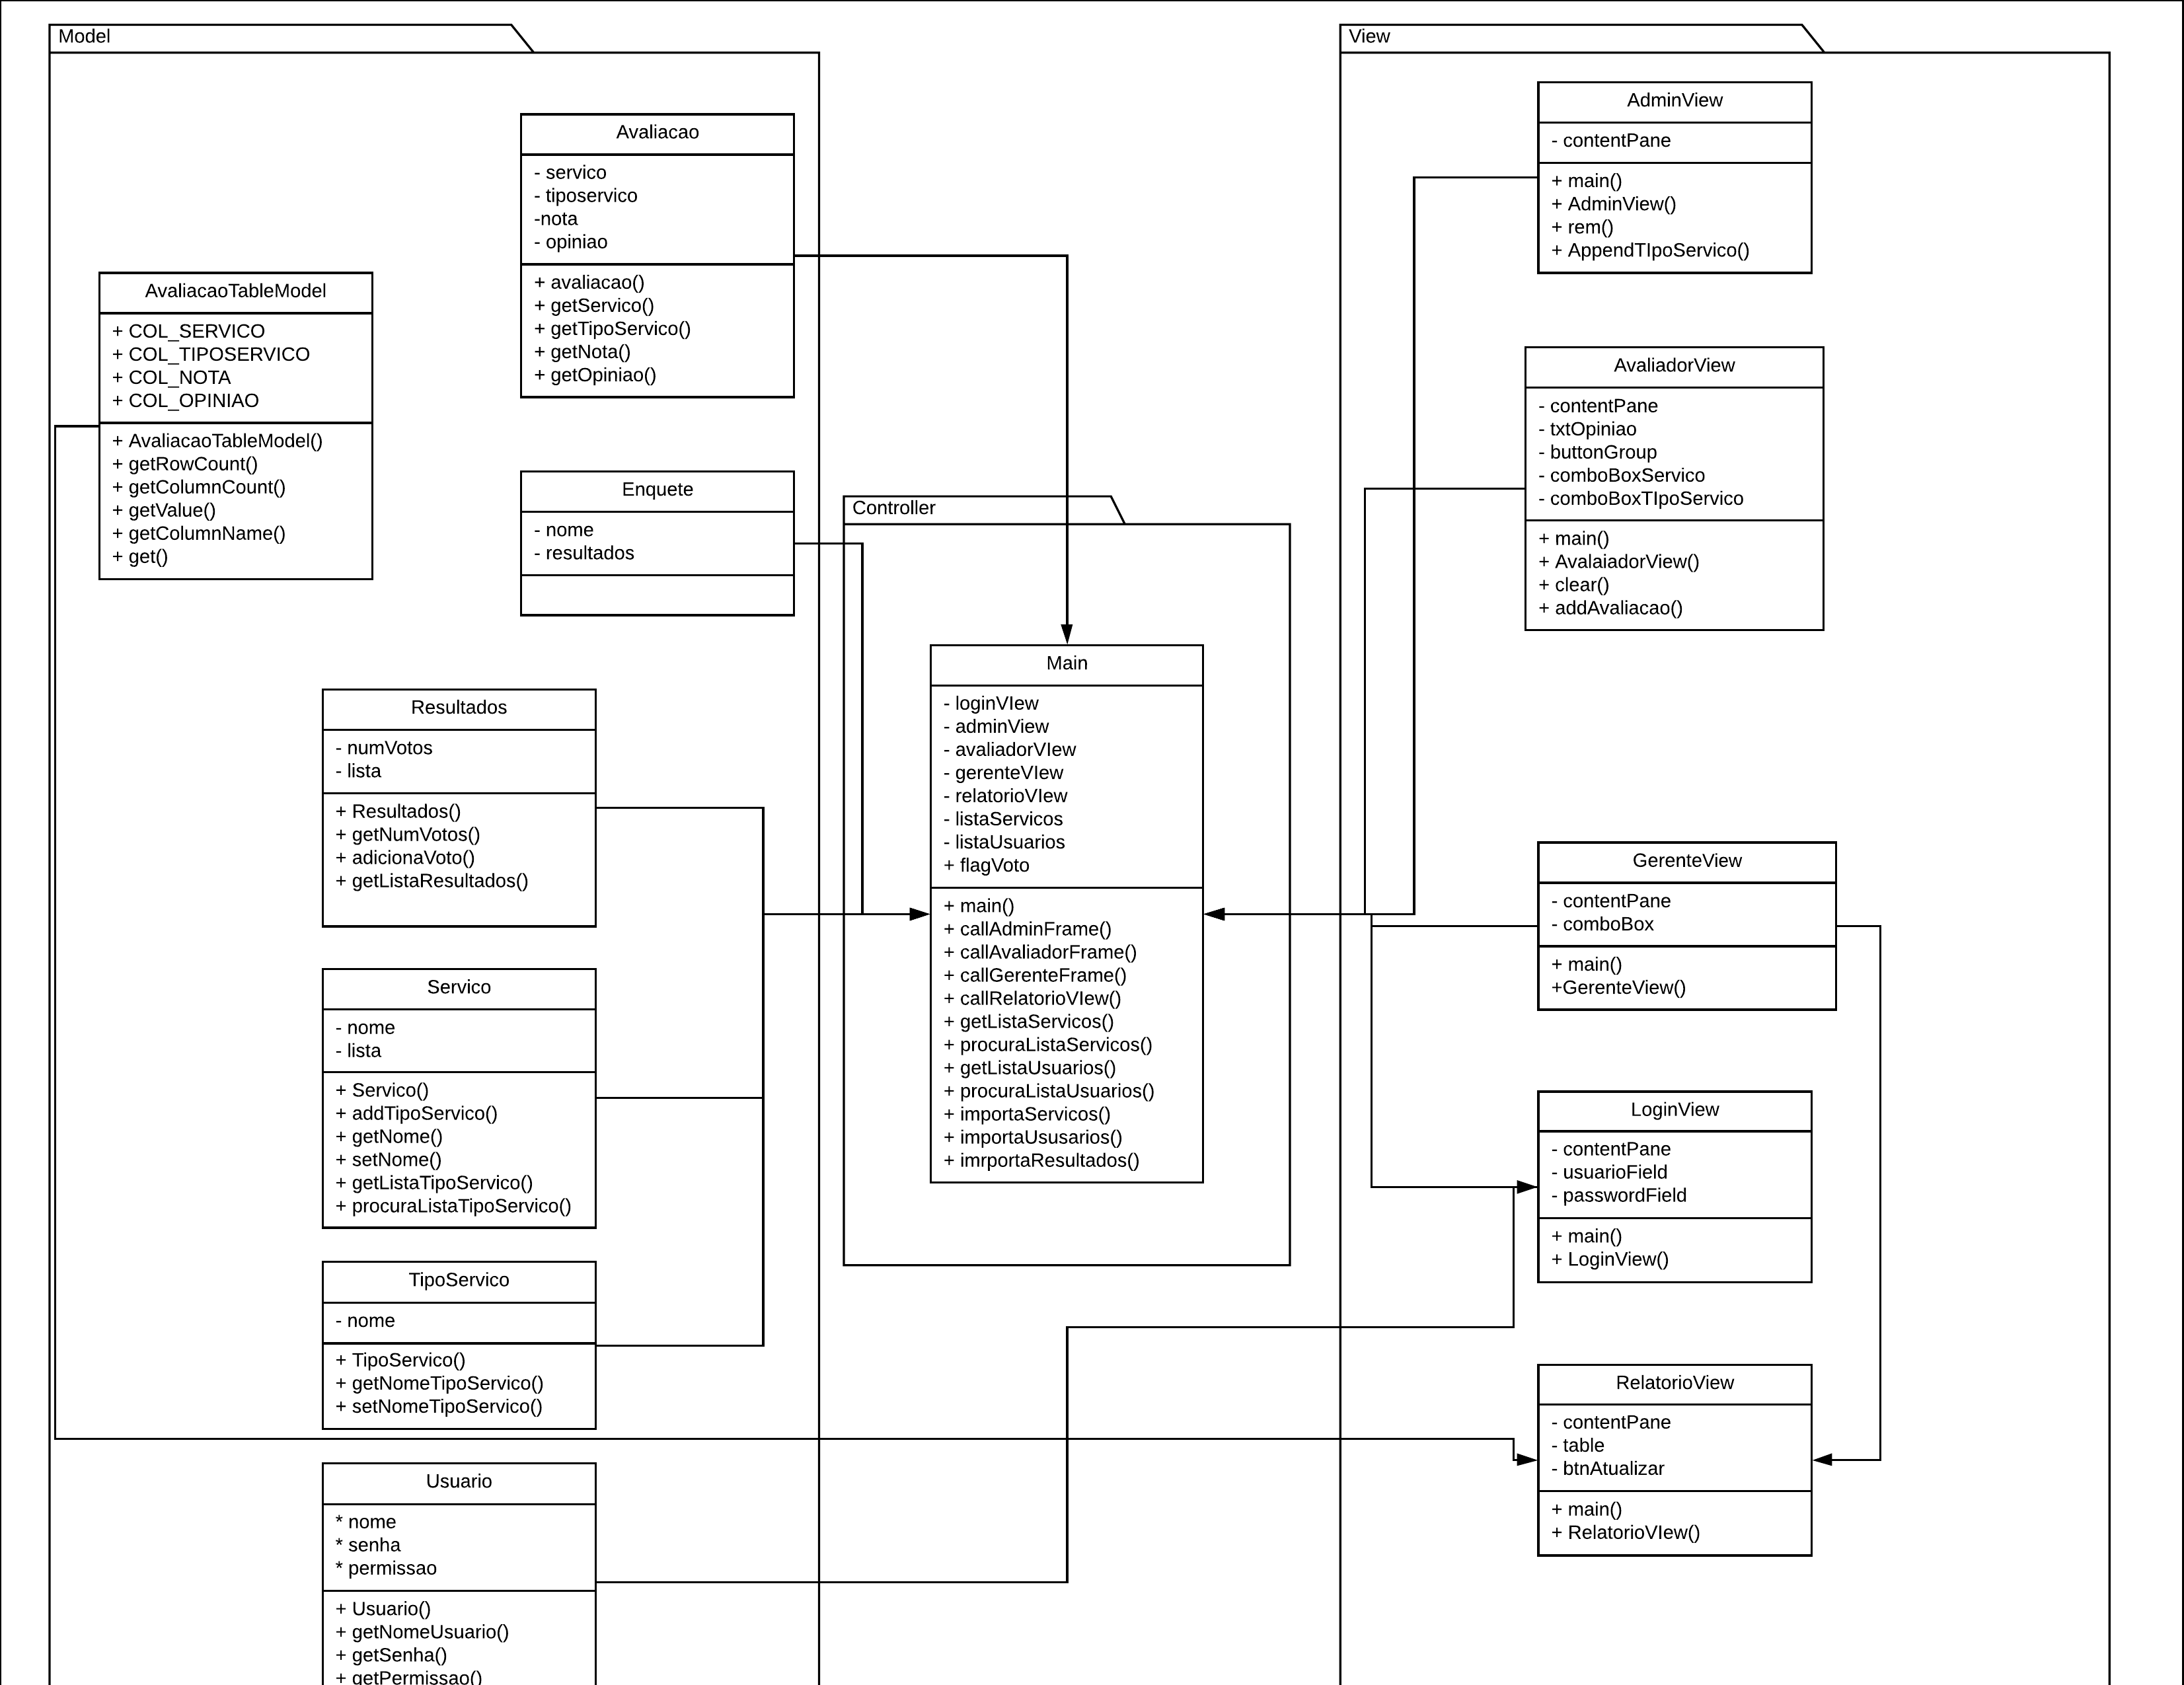 Model
Avaliacao
- servico
- tiposervico
-nota
- opiniao
+ avaliacao()
+ getServico()
+ getTipoServico()
+ getNota()
+ getOpiniao()
AvaliacaoTableModel
+ COL_SERVICO
+ COL_TIPOSERVICO
+ COL_NOTA
+ COL_OPINIAO
+ AvaliacaoTableModel()
+ getRowCount()
+ getColumnCount()
+ getValue()
+ getColumnName()
+ get()
Enquete
- nome
- resultados
Resultados
- numVotos
- lista
+ Resultados()
+ getNumVotos()
+ adicionaVoto()
+ getListaResultados()
Servico
- nome
- lista
+ Servico()
+ addTipoServico()
+ getNome()
+ setNome()
+ getListaTipoServico()
+ procuraListaTipoServico()
TipoServico
- nome
+ TipoServico()
+ getNomeTipoServico()
+ setNomeTipoServico()
Usuario
* nome
* senha
* permissao
+ Usuario()
+ getNomeUsuario()
+ getSenha()
+ getPermissao()
Controller
Main
- loginVIew
- adminView
- avaliadorVIew
- gerenteVIew
- relatorioVIew
- listaServicos
- listaUsuarios
+ flagVoto
+ main()
+ callAdminFrame()
+ callAvaliadorFrame()
+ callGerenteFrame()
+ callRelatorioVIew()
+ getListaServicos()
+ procuraListaServicos()
+ getListaUsuarios()
+ procuraListaUsuarios()
+ importaServicos()
+ importaUsusarios()
+ imrportaResultados()
View
AdminView
- contentPane
+ main()
+ AdminView()
+ rem()
+ AppendTIpoServico()
AvaliadorView
- contentPane
- txtOpiniao
- buttonGroup
- comboBoxServico
- comboBoxTIpoServico
+ main()
+ AvalaiadorView()
+ clear()
+ addAvaliacao()
GerenteView
- contentPane
- comboBox
+ main()
+GerenteView()
LoginView
- contentPane
- usuarioField
- passwordField
+ main()
+ LoginView()
RelatorioView
- contentPane
- table
- btnAtualizar
+ main()
+ RelatorioVIew()